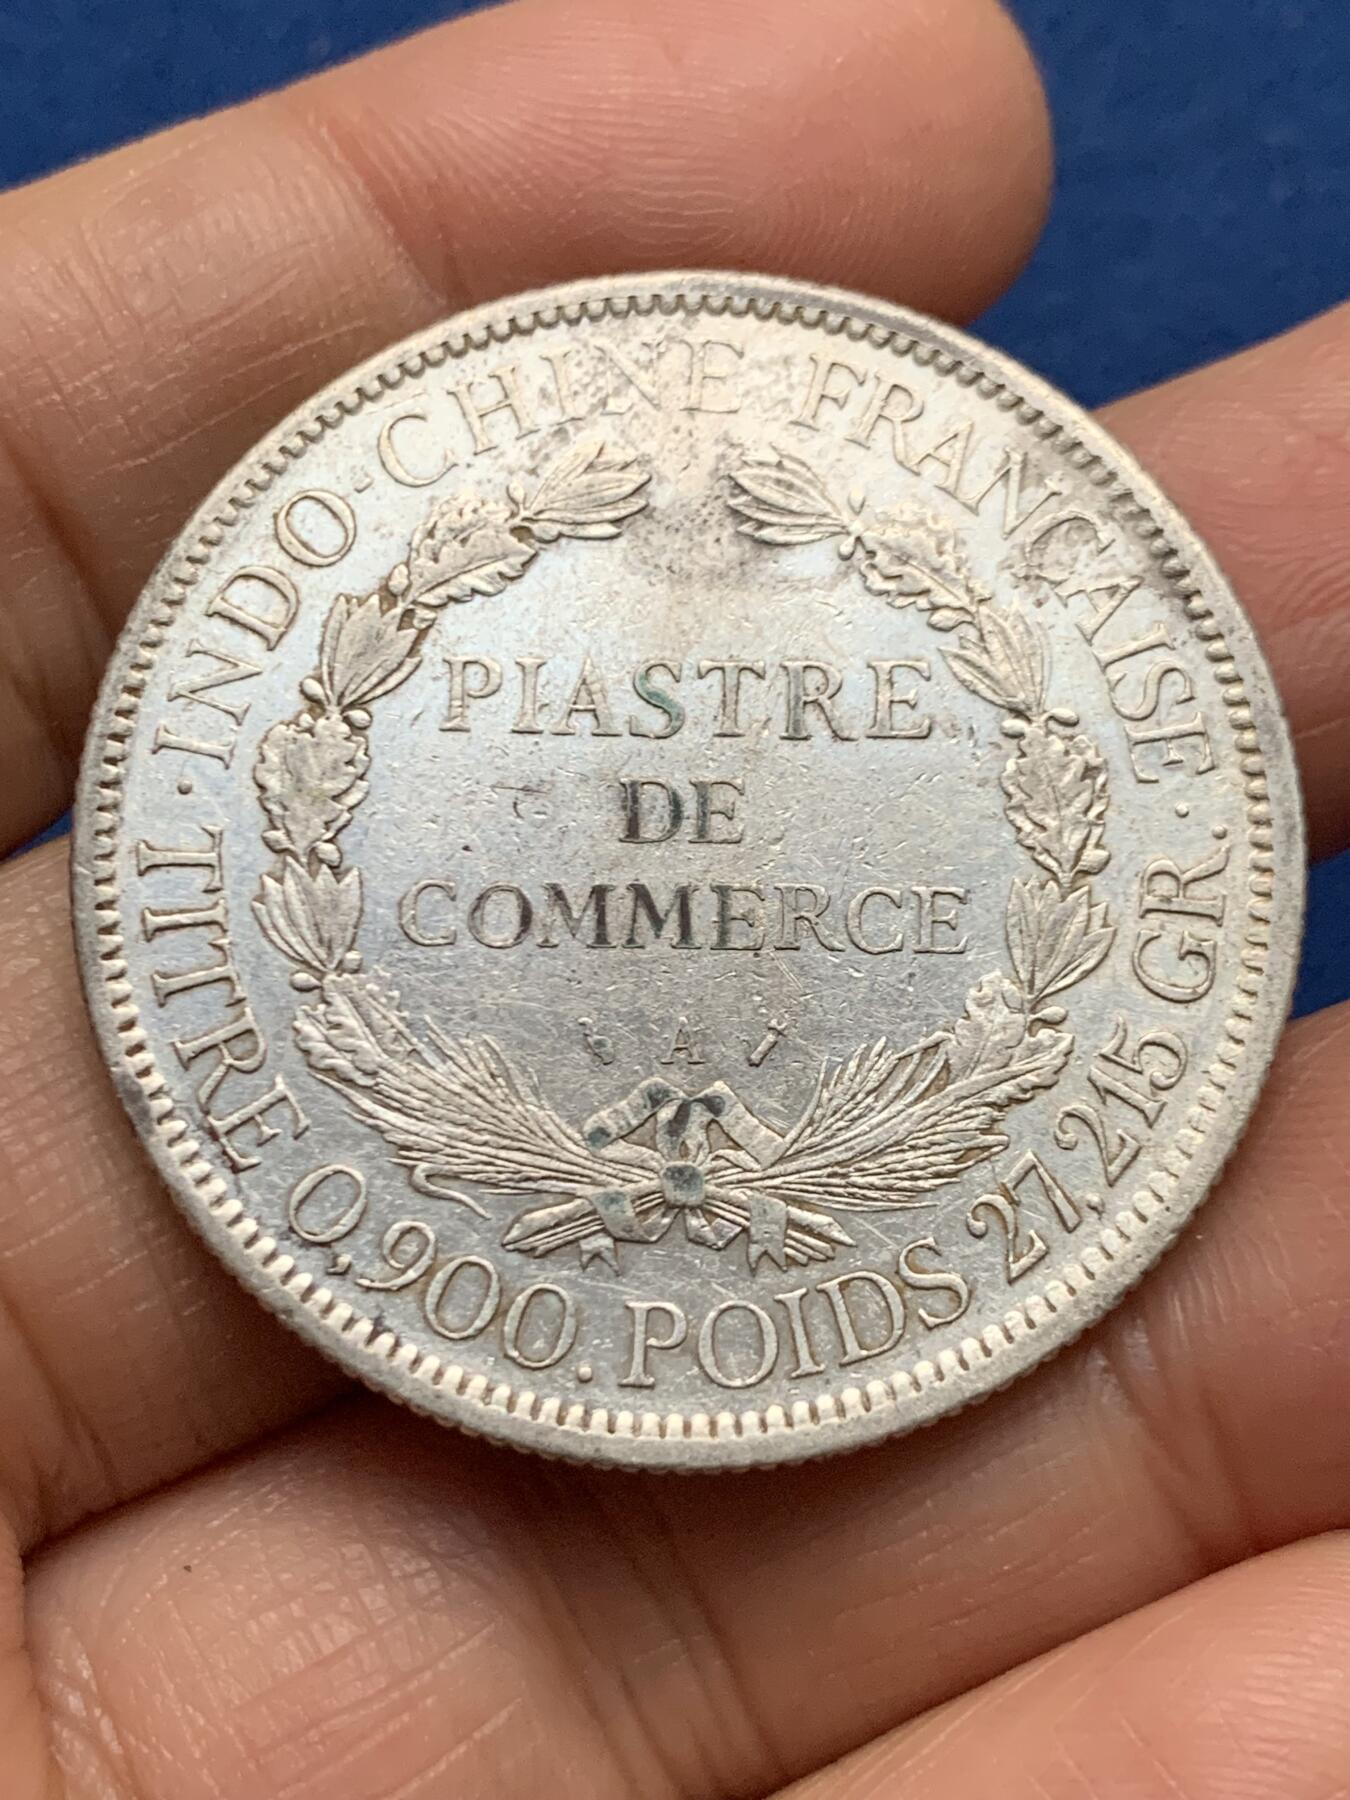 INDO-CHINE FRANÇAISE ·
PIASTRE
DE
COMMERCE
A
· TITRE 0,900. POIDS 27,215 GR.